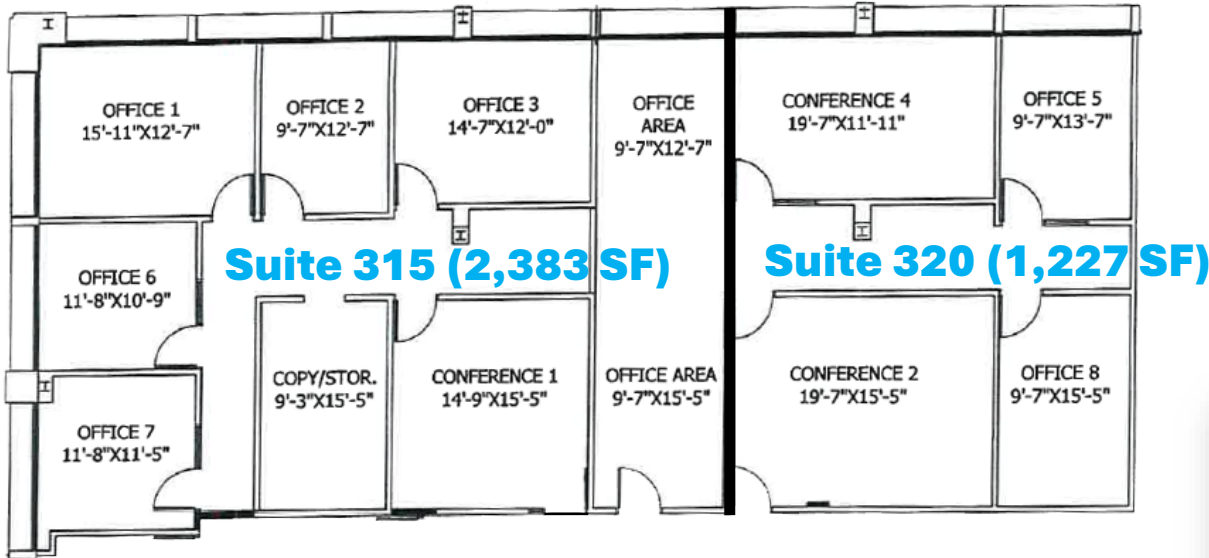 OFFICE 1
15'-11"X12'-7"
OFFICE 2
9'-7"X12'-7"
OFFICE 3
14'-7"X12'-0"
OFFICE
AREA
9'-7"X12'-7"
CONFERENCE 4
19'-7"X11'-11"
OFFICE 5
9'-7"X13'-7"
Suite 315 (2,383 SF)
Suite 320 (1,227 SF)
OFFICE 6
11'-8"X10'-9"
OFFICE 7
11'-8"X11'-5"
COPY/STOR.
9'-3"X15'-5"
CONFERENCE 1
14'-9"X15'-5"
OFFICE AREA
9'-7"X15'-5"
CONFERENCE 2
19'-7"X15'-5"
OFFICE 8
9'-7"X15'-5"